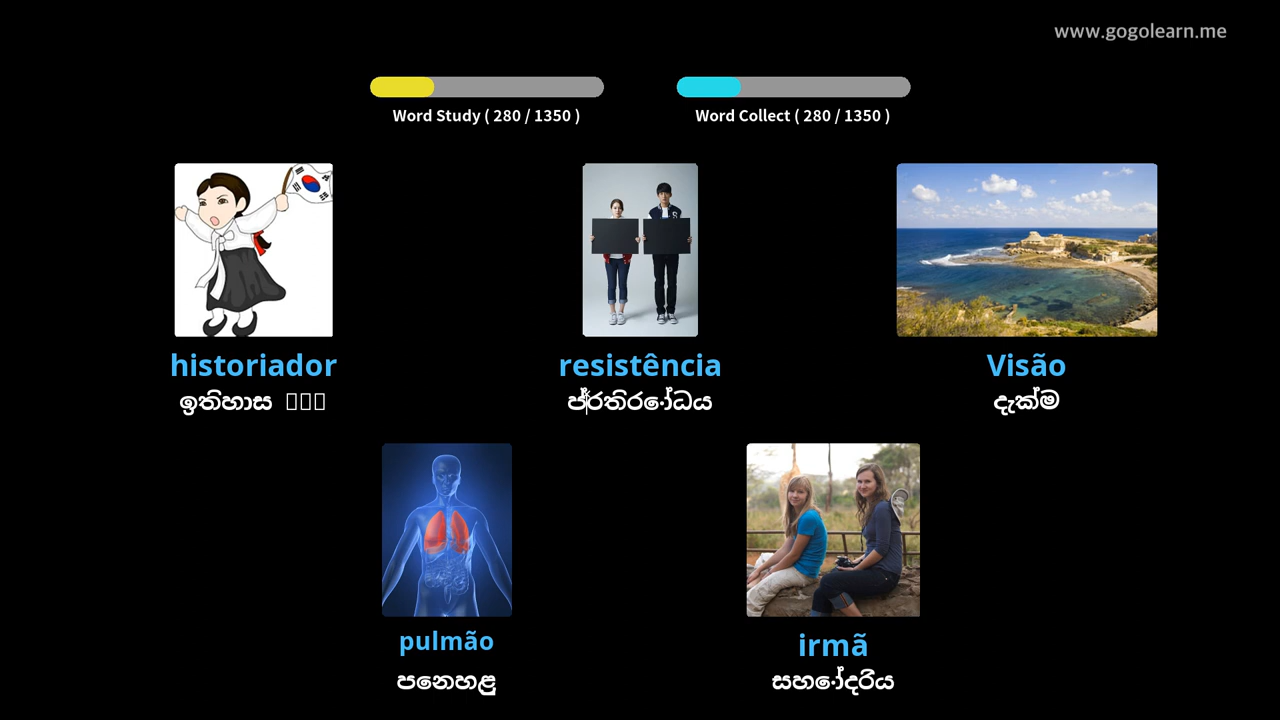 www.gogolearn.me
Word Study ( 280 / 1350 )
Word Collect ( 280 / 1350 )
historiador
ඉතිහාස
resistência
ප්‍රතිරෝධය
Visão
දැක්ම
pulmão
පෙනහළු
irmã
සහෝදරිය